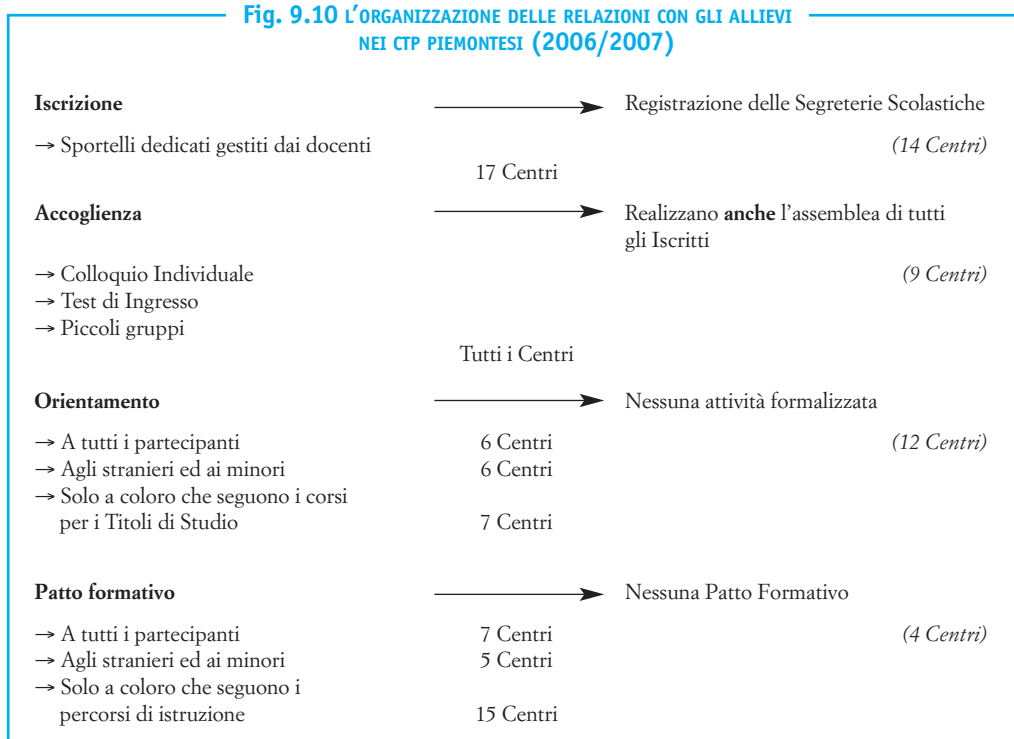 Fig. 9.10 L'ORGANIZZAZIONE DELLE RELAZIONI CON GLI ALLIEVI
NEI CTP PIEMONTESI (2006/2007)
Iscrizione
Registrazione delle Segreterie Scolastiche
→ Sportelli dedicati gestiti dai docenti
(14 Centri)
17 Centri
Accoglienza
Realizzano anche l'assemblea di tutti
gli Iscritti
→ Colloquio Individuale
(9 Centri)
→ Test di Ingresso
→ Piccoli gruppi
Tutti i Centri
Orientamento
Nessuna attività formalizzata
→ A tutti i partecipanti 6 Centri (12 Centri)
→ Agli stranieri ed ai minori 6 Centri
→ Solo a coloro che seguono i corsi
per i Titoli di Studio 7 Centri
Patto formativo
Nessuna Patto Formativo
→ A tutti i partecipanti 7 Centri (4 Centri)
→ Agli stranieri ed ai minori 5 Centri
→ Solo a coloro che seguono i
percorsi di istruzione 15 Centri